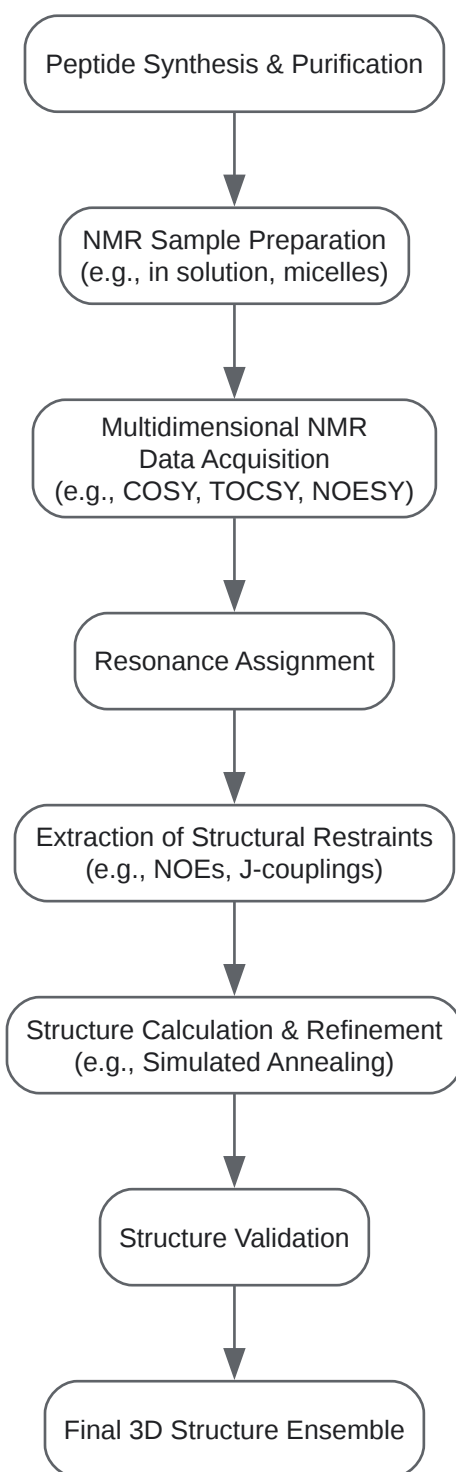 Peptide Synthesis & Purification
NMR Sample Preparation
(e.g., in solution, micelles)
Multidimensional NMR
Data Acquisition
(e.g., COSY, TOCSY, NOESY)
Resonance Assignment
Extraction of Structural Restraints
(e.g., NOEs, J-couplings)
Structure Calculation & Refinement
(e.g., Simulated Annealing)
Structure Validation
Final 3D Structure Ensemble